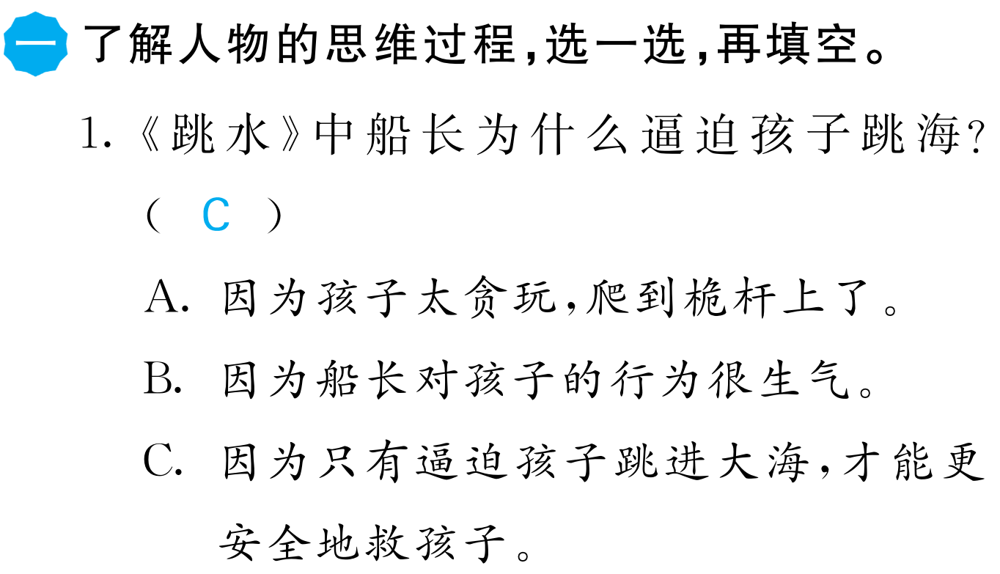 一 了解人物的思维过程,选一选,再填空。
1.《跳水》中船长为什么逼迫孩子跳海?
( C )
A. 因为孩子太贪玩,爬到桅杆上了。
B. 因为船长对孩子的行为很生气。
C. 因为只有逼迫孩子跳进大海,才能更
安全地救孩子。